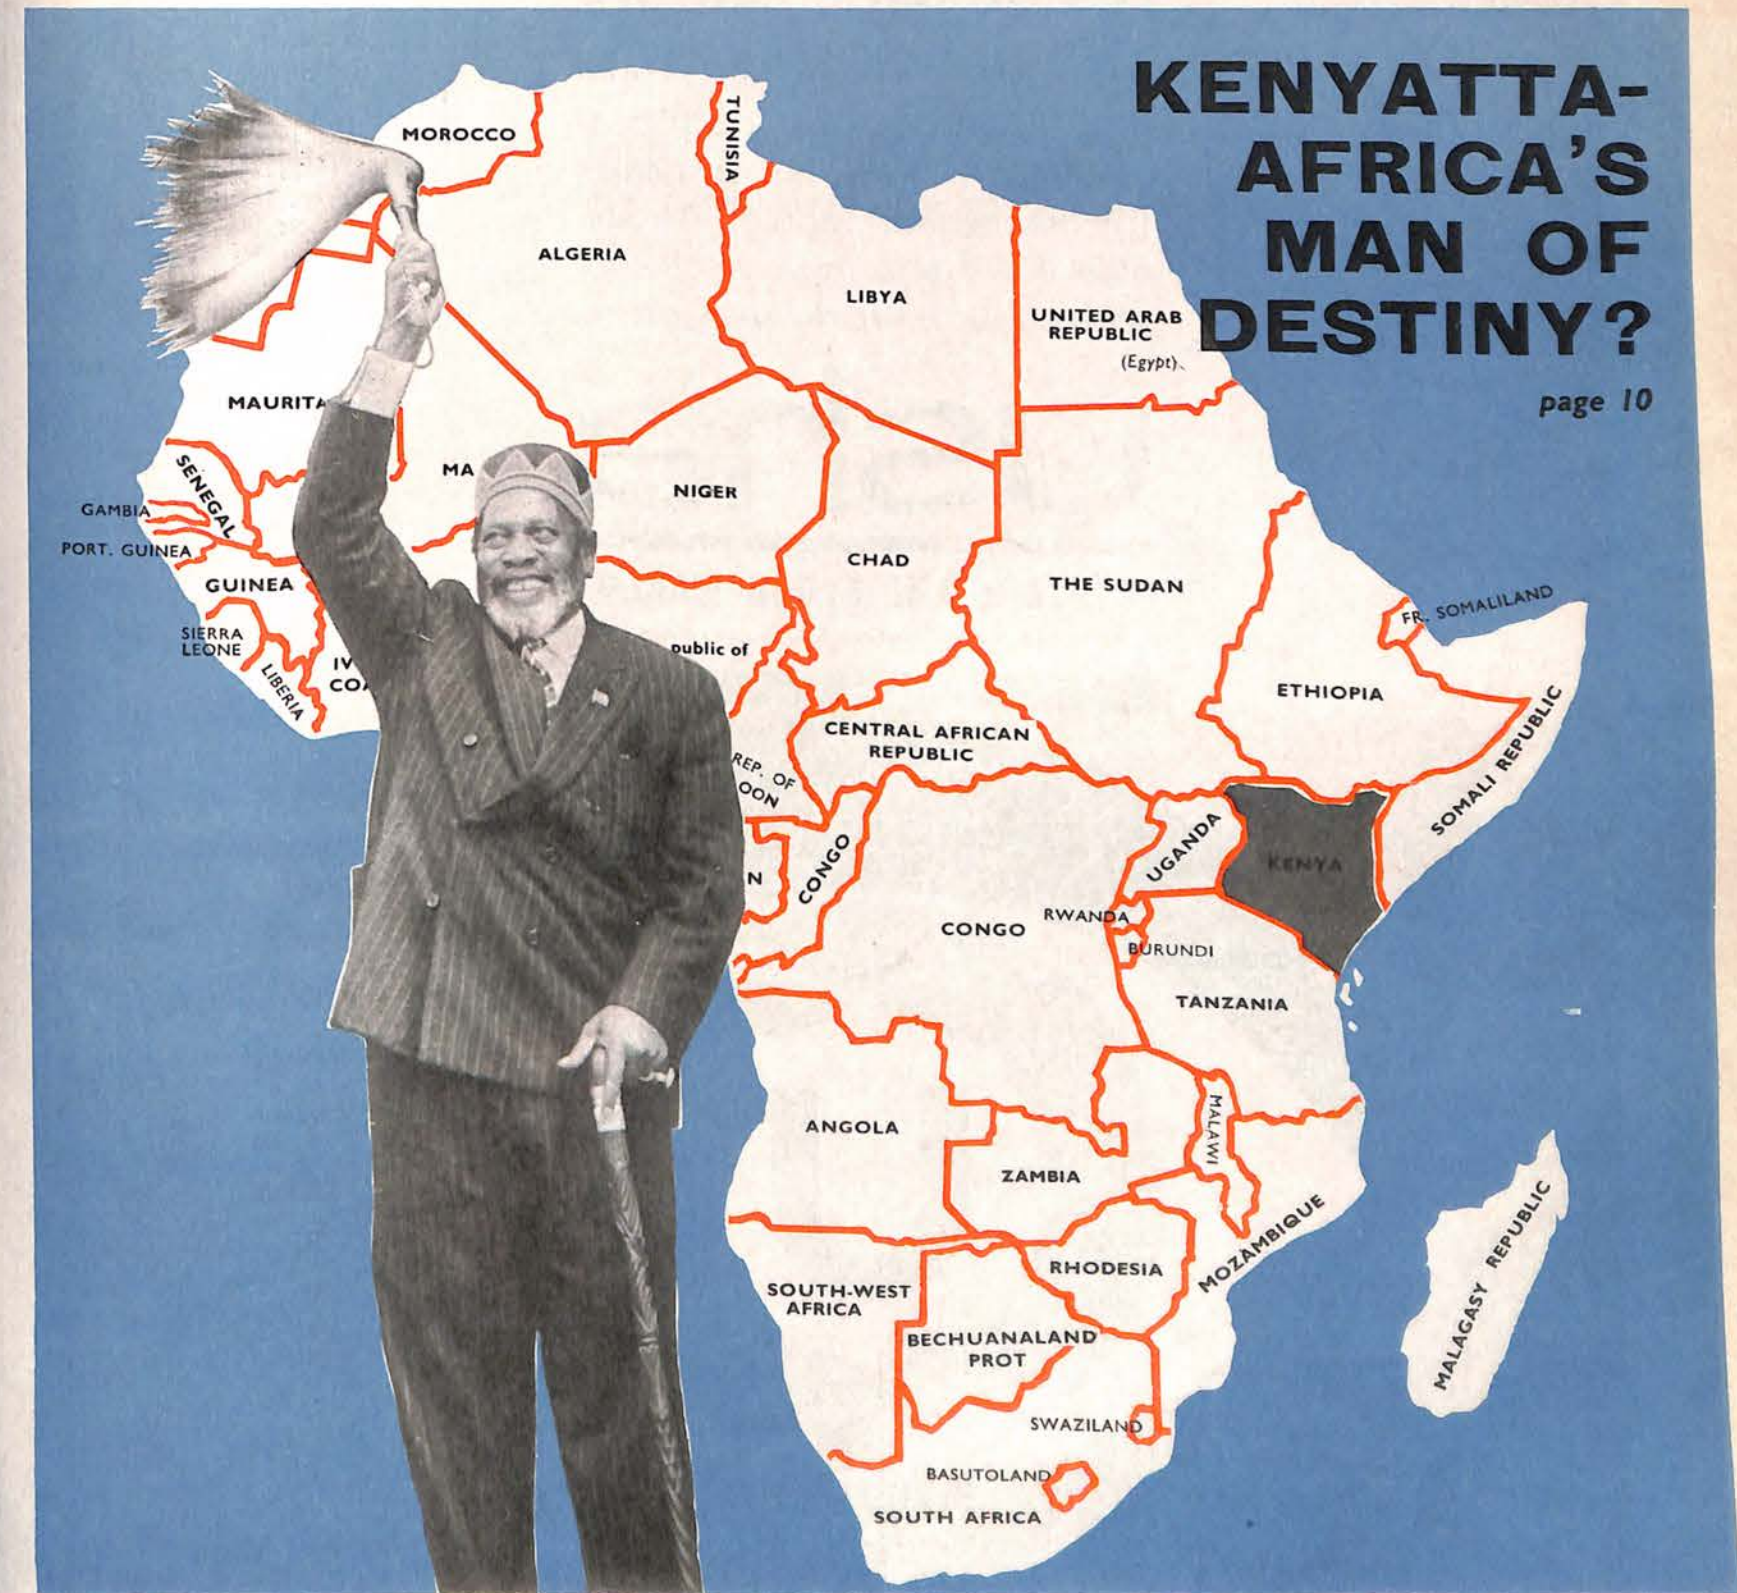 KENYATTA-
AFRICA'S
MAN OF
DESTINY?
page 10
MOROCCO
TUNISIA
ALGERIA
LIBYA
UNITED ARAB
REPUBLIC
(Egypt)
MAURITA
MA
NIGER
CHAD
THE SUDAN
SENEGAL
GAMBIA
PORT. GUINEA
GUINEA
SIERRA
LEONE
LIBERIA
IV
CO
public of
FR. SOMALILAND
ETHIOPIA
SOMALI REPUBLIC
CENTRAL AFRICAN
REPUBLIC
REP. OF
OON
N
CONGO
CONGO
UGANDA
KENYA
RWANDA
BURUNDI
TANZANIA
ANGOLA
ZAMBIA
MALAWI
MOZAMBIQUE
MALAGASY REPUBLIC
RHODESIA
SOUTH-WEST
AFRICA
BECHUANALAND
PROT
SWAZILAND
BASUTOLAND
SOUTH AFRICA